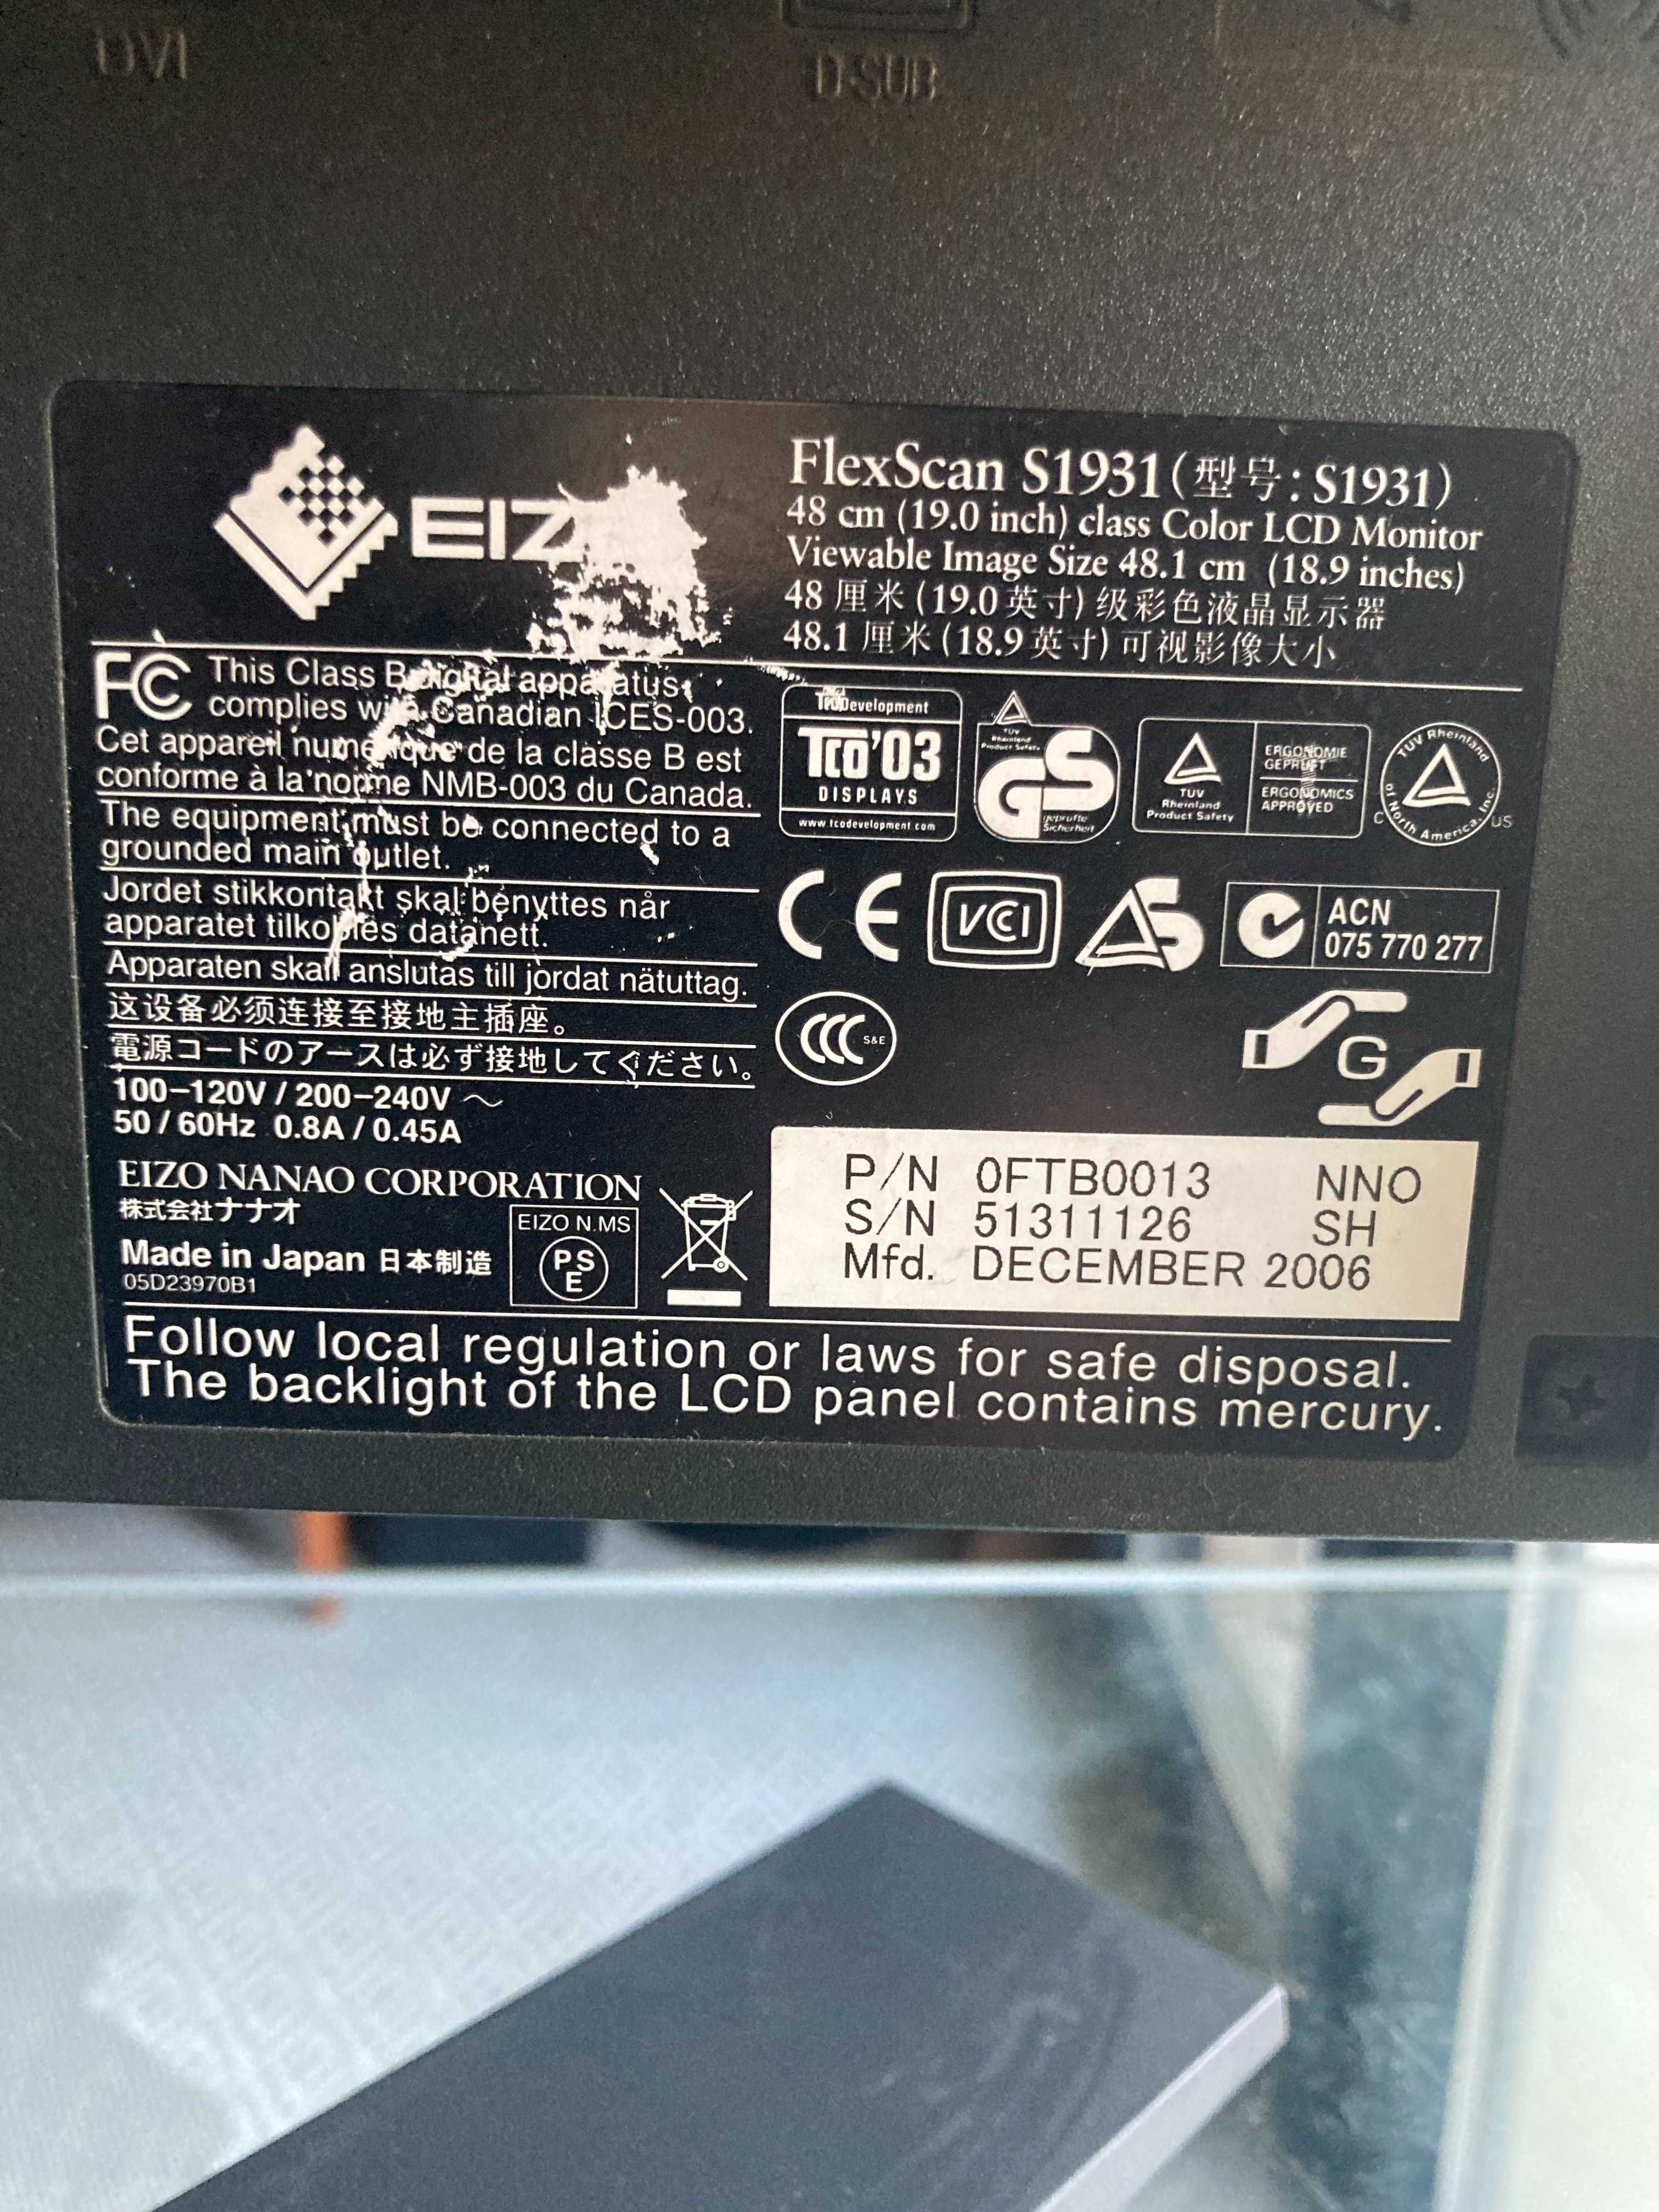 DVI
D-SUB
EIZ
FlexScan S1931(型号:S1931)
48 cm (19.0 inch) class Color LCD Monitor
Viewable Image Size 48.1 cm (18.9 inches)
48 厘米(19.0英寸)级彩色液晶显示器
48.1 厘米(18.9英寸)可视影像大小
FC This Class B digital apparatus
complies with Canadian ICES-003.
Cet appareil numérique de la classe B est
conforme à la norme NMB-003 du Canada.
The equipment must be connected to a
grounded main outlet.
Jordet stikkontakt skal benyttes når
apparatet tilkobles datanett.
Apparaten skall anslutas till jordat nätuttag.
这设备必须连接至接地主插座。
電源コードのアースは必ず接地してください。
100–120V / 200–240V ～
50 / 60Hz 0.8A / 0.45A
EIZO NANAO CORPORATION
株式会社ナナオ
Made in Japan 日本制造
05D23970B1
EIZO N.MS
PS
E
TcoDevelopment
TCO'03
DISPLAYS
www.tcodevelopment.com
TÜV
Rheinland
Product Safety
GS
geprüfte
Sicherheit
TÜV
Rheinland
Product Safety
ERGONOMIE
GEPRÜFT
ERGONOMICS
APPROVED
TÜV Rheinland
of North America, Inc.
C US
CE
VCCI
S
ACN
075 770 277
CCC S&E
G
P/N 0FTB0013 NNO
S/N 51311126 SH
Mfd. DECEMBER 2006
Follow local regulation or laws for safe disposal.
The backlight of the LCD panel contains mercury.